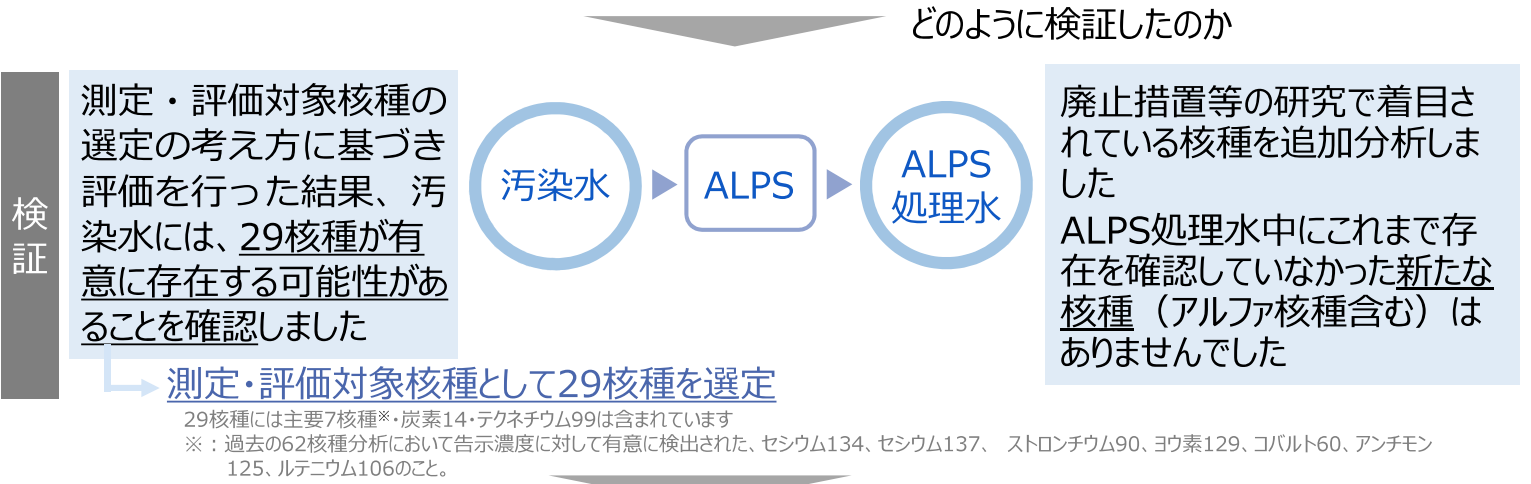 どのように検証したのか
検証
測定・評価対象核種の
選定の考え方に基づき
評価を行った結果、汚
染水には、29核種が有
意に存在する可能性があ
ることを確認しました
汚染水
ALPS
ALPS
処理水
廃止措置等の研究で着目さ
れている核種を追加分析しま
した
ALPS処理水中にこれまで存
在を確認していなかった新たな
核種（アルファ核種含む）は
ありませんでした
測定・評価対象核種として29核種を選定
29核種には主要7核種※・炭素14・テクネチウム99は含まれています
※：過去の62核種分析において告示濃度に対して有意に検出された、セシウム134、セシウム137、 ストロンチウム90、ヨウ素129、コバルト60、アンチモン
125、ルテニウム106のこと。